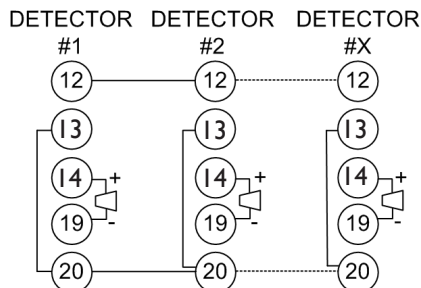 DETECTOR DETECTOR DETECTOR
#1 #2 #X
12 12 12
13 13 13
14 + 14 + 14 +
19 - 19 - 19 -
20 20 20